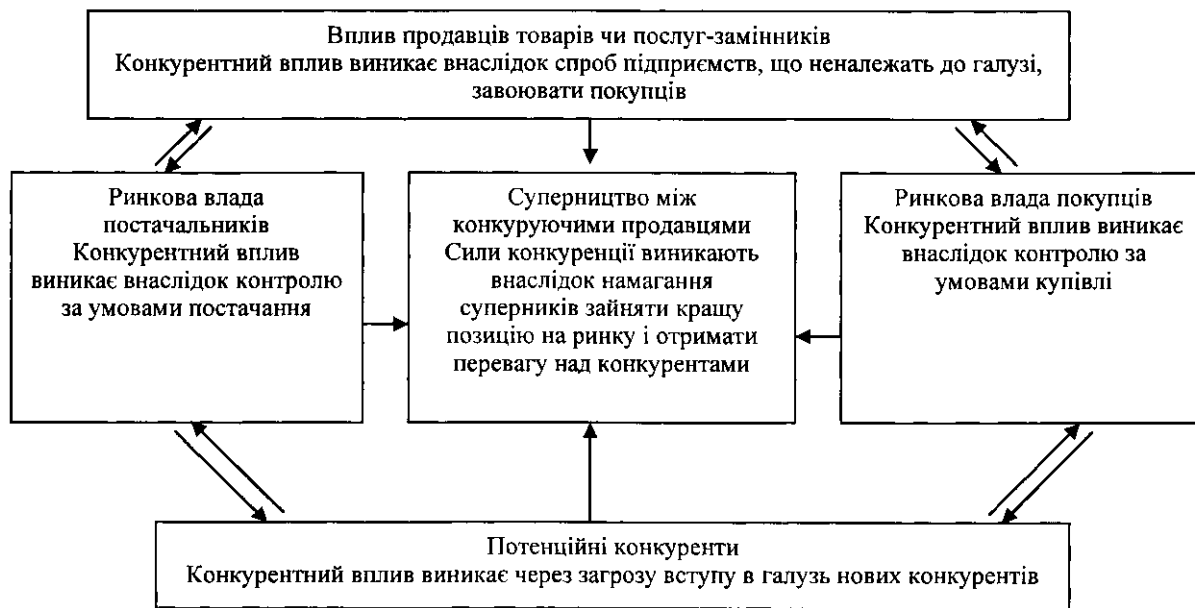 Вплив продавців товарів чи послуг-замінників
Конкурентний вплив виникає внаслідок спроб підприємств, що неналежать до галузі,
завоювати покупців
Ринкова влада
постачальників
Конкурентний вплив
виникає внаслідок контролю
за умовами постачання
Суперництво між
конкуруючими продавцями
Сили конкуренції виникають
внаслідок намагання
суперників зайняти кращу
позицію на ринку і отримати
перевагу над конкурентами
Ринкова влада покупців
Конкурентний вплив виникає
внаслідок контролю за
умовами купівлі
Потенційні конкуренти
Конкурентний вплив виникає через загрозу вступу в галузь нових конкурентів